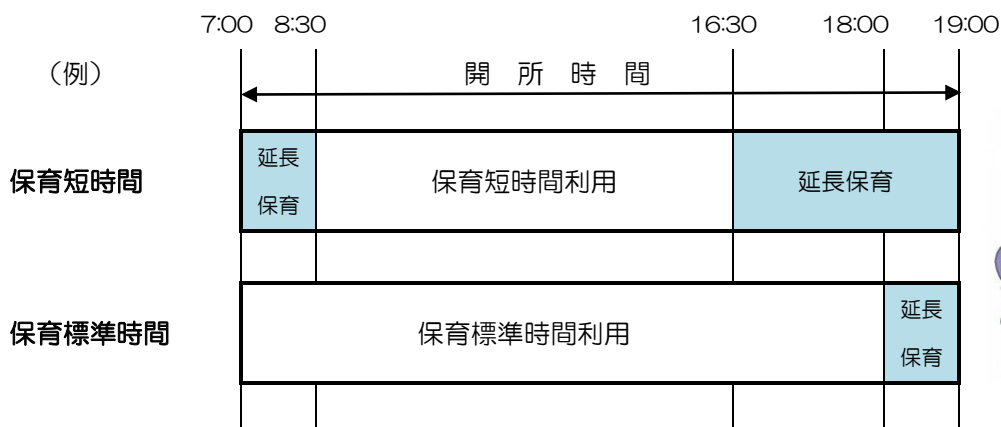 7:00 8:30 16:30 18:00 19:00
（例） 開 所 時 間
保育短時間
延長
保育
保育短時間利用
延長保育
保育標準時間
保育標準時間利用
延長
保育